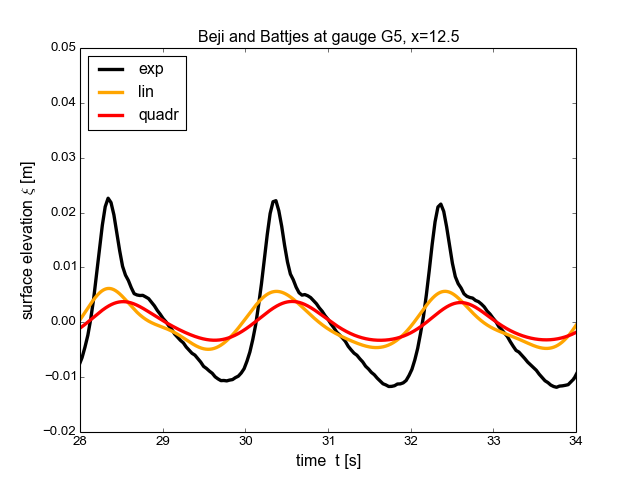 Beji and Battjes at gauge G5, x=12.5
0.05
0.04
0.03
0.02
0.01
0.00
−0.01
−0.02
surface elevation ξ [m]
exp
lin
quadr
28
29
30
31
32
33
34
time t [s]